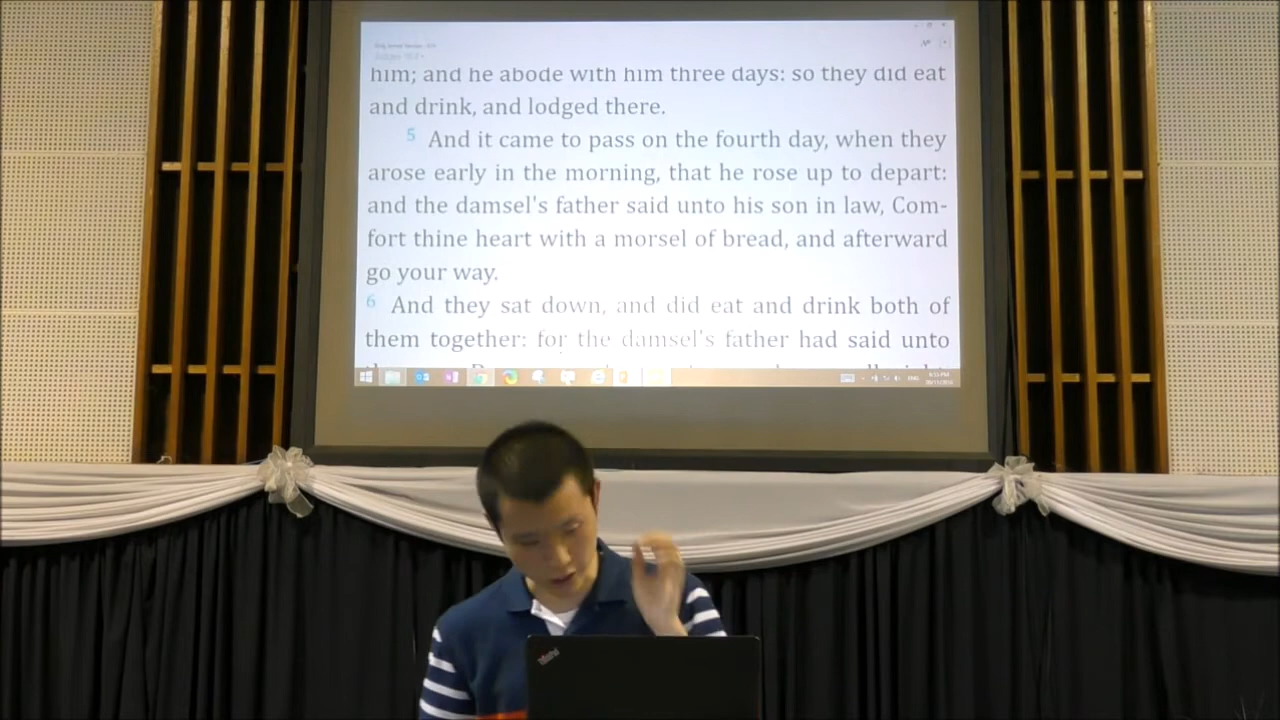 him; and he abode with him three days: so they did eat
and drink, and lodged there.
5 And it came to pass on the fourth day, when they
arose early in the morning, that he rose up to depart:
and the damsel's father said unto his son in law, Com-
fort thine heart with a morsel of bread, and afterward
go your way.
6 And they sat down, and did eat and drink both of
them together: for the damsel's father had said unto